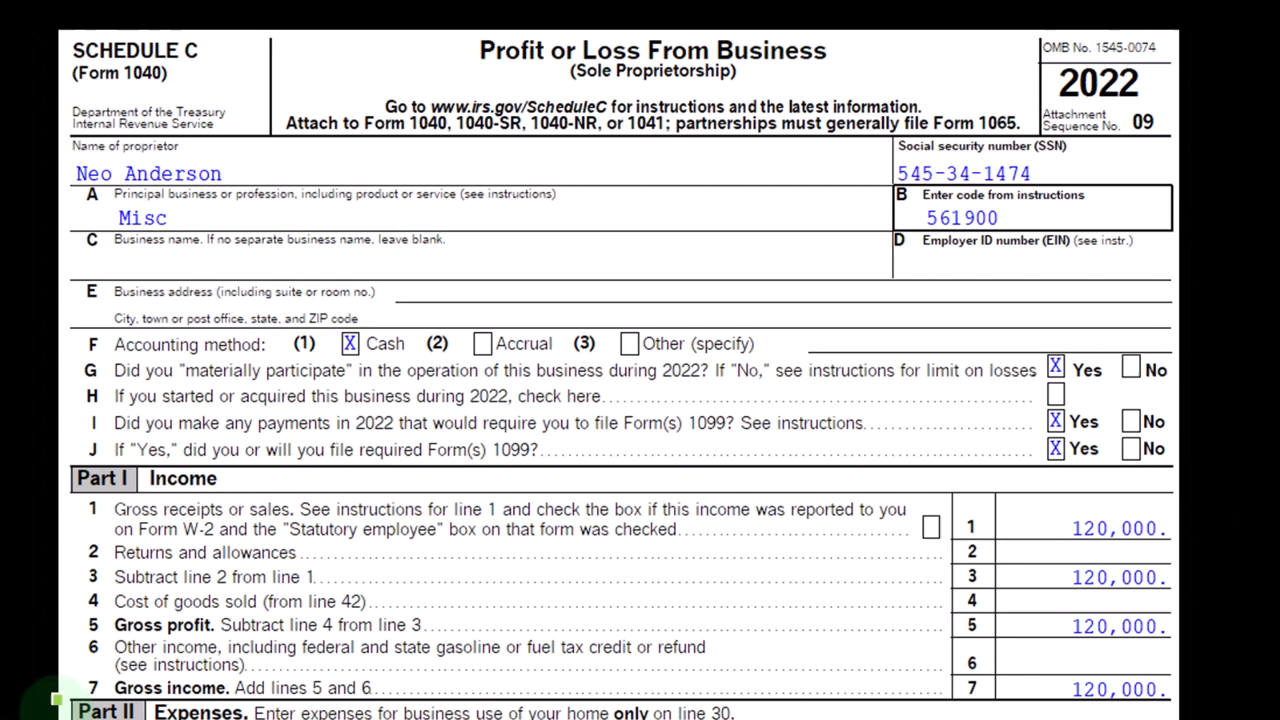 SCHEDULE C
(Form 1040)
Department of the Treasury
Internal Revenue Service
Profit or Loss From Business
(Sole Proprietorship)
Go to www.irs.gov/ScheduleC for instructions and the latest information.
Attach to Form 1040, 1040-SR, 1040-NR, or 1041; partnerships must generally file Form 1065.
OMB No. 1545-0074
2022
Attachment
Sequence No. 09
Name of proprietor
Neo Anderson
Social security number (SSN)
545-34-1474
A Principal business or profession, including product or service (see instructions)
Misc
B Enter code from instructions
561900
C Business name. If no separate business name, leave blank.
D Employer ID number (EIN) (see instr.)
E Business address (including suite or room no.)
City, town or post office, state, and ZIP code
F Accounting method: (1) X Cash (2) Accrual (3) Other (specify)
G Did you "materially participate" in the operation of this business during 2022? If "No," see instructions for limit on losses X Yes No
H If you started or acquired this business during 2022, check here
I Did you make any payments in 2022 that would require you to file Form(s) 1099? See instructions X Yes No
J If "Yes," did you or will you file required Form(s) 1099? X Yes No
Part I Income
1 Gross receipts or sales. See instructions for line 1 and check the box if this income was reported to you
on Form W-2 and the "Statutory employee" box on that form was checked 1 120,000.
2 Returns and allowances 2
3 Subtract line 2 from line 1 3 120,000.
4 Cost of goods sold (from line 42) 4
5 Gross profit. Subtract line 4 from line 3 5 120,000.
6 Other income, including federal and state gasoline or fuel tax credit or refund
(see instructions) 6
7 Gross income. Add lines 5 and 6 7 120,000.
Part II Expenses. Enter expenses for business use of your home only on line 30.